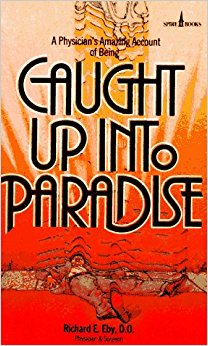 SPIRE BOOKS
A Physician's Amazing Account
of Being
CAUGHT
UP INTO
PARADISE
Richard E. Eby, D.O.
Physician & Surgeon